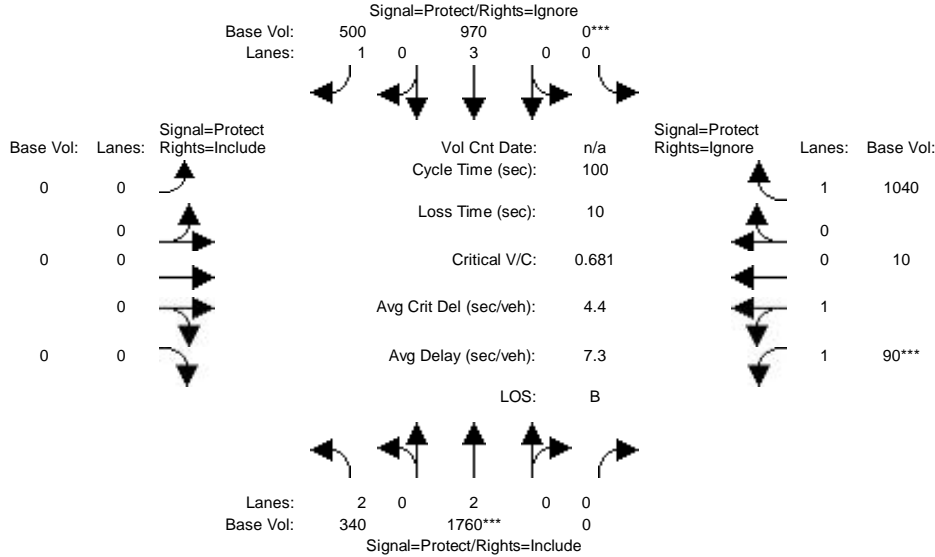 Signal=Protect/Rights=Ignore
Base Vol: 500 970 0***
Lanes: 1 0 3 0 0
Signal=Protect
Base Vol: Lanes: Rights=Include
Vol Cnt Date: n/a
Signal=Protect
Rights=Ignore Lanes: Base Vol:
Cycle Time (sec): 100
0 0 1 1040
Loss Time (sec): 10
0 0
0 0 Critical V/C: 0.681 0 10
0 Avg Crit Del (sec/veh): 4.4 1
0 0 Avg Delay (sec/veh): 7.3 1 90***
LOS: B
Lanes: 2 0 2 0 0
Base Vol: 340 1760*** 0
Signal=Protect/Rights=Include